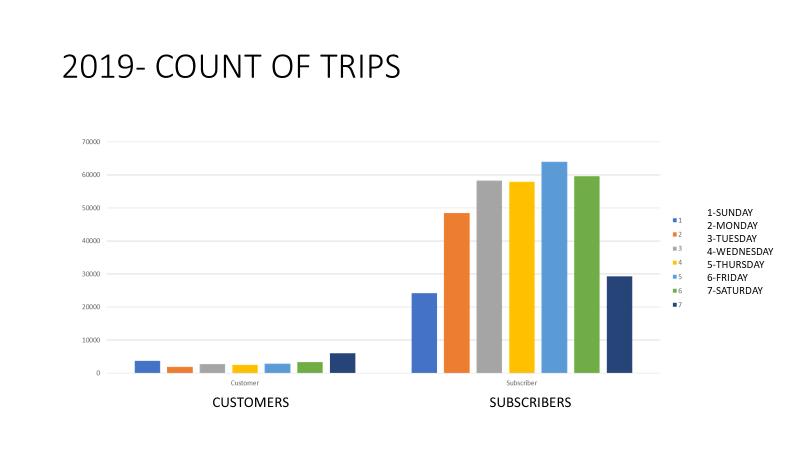 2019- COUNT OF TRIPS
70000
60000
50000
40000
30000
20000
10000
0
Customer
Subscriber
CUSTOMERS
SUBSCRIBERS
1
2
3
4
5
6
7
1-SUNDAY
2-MONDAY
3-TUESDAY
4-WEDNESDAY
5-THURSDAY
6-FRIDAY
7-SATURDAY